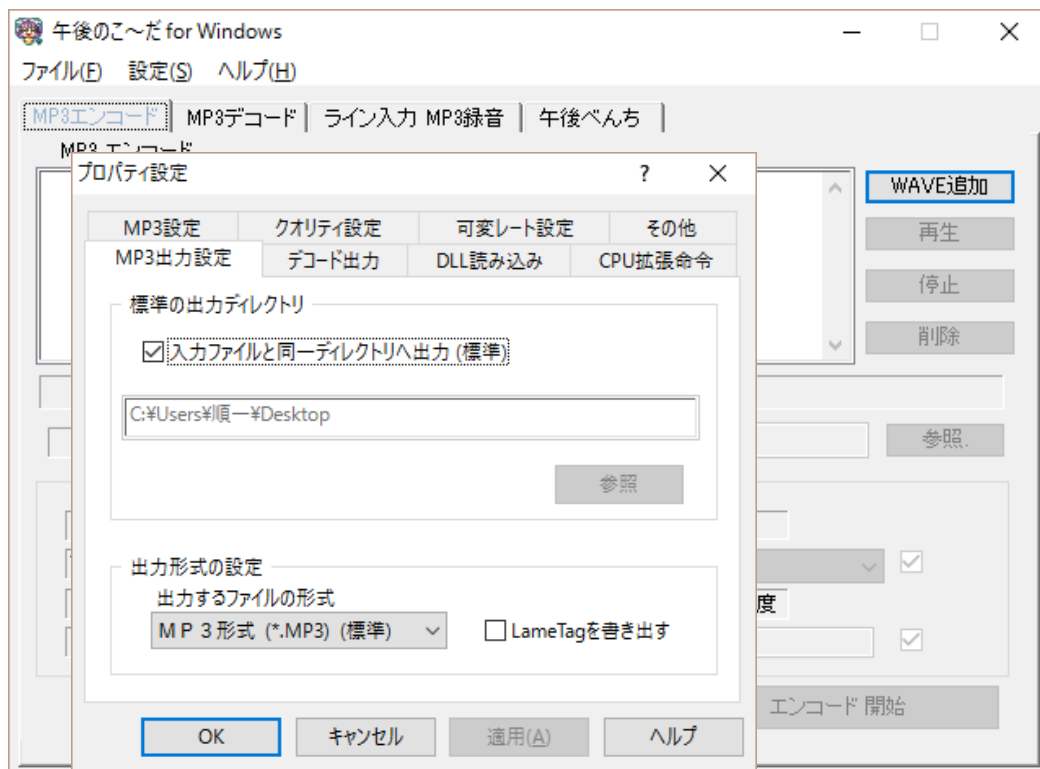 午後のこ～だ for Windows
ファイル(F) 設定(S) ヘルプ(H)
MP3エンコード MP3デコード ライン入力 MP3録音 午後べんち
MP3 エンコード
WAVE追加
再生
停止
削除
参照.
度
エンコード 開始
プロパティ設定 ?
MP3設定 クオリティ設定 可変レート設定 その他
MP3出力設定 デコード出力 DLL読み込み CPU拡張命令
標準の出力ディレクトリ
入力ファイルと同一ディレクトリへ出力 (標準)
C:¥Users¥順一¥Desktop
参照
出力形式の設定
出力するファイルの形式
ＭＰ３形式 (*.MP3) (標準) LameTagを書き出す
OK キャンセル 適用(A) ヘルプ